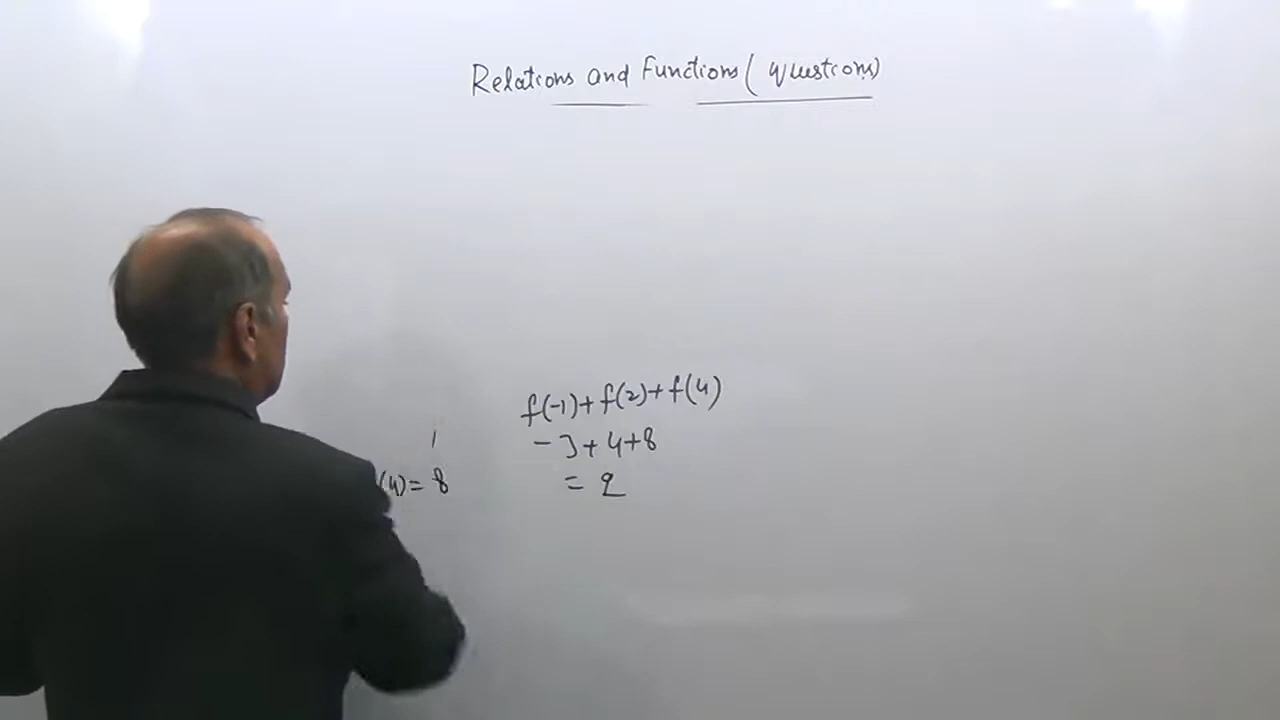 Relations and Functions (Questions)
f(-1)+f(2)+f(4)
-3+4+8
(4)= 8
= 9